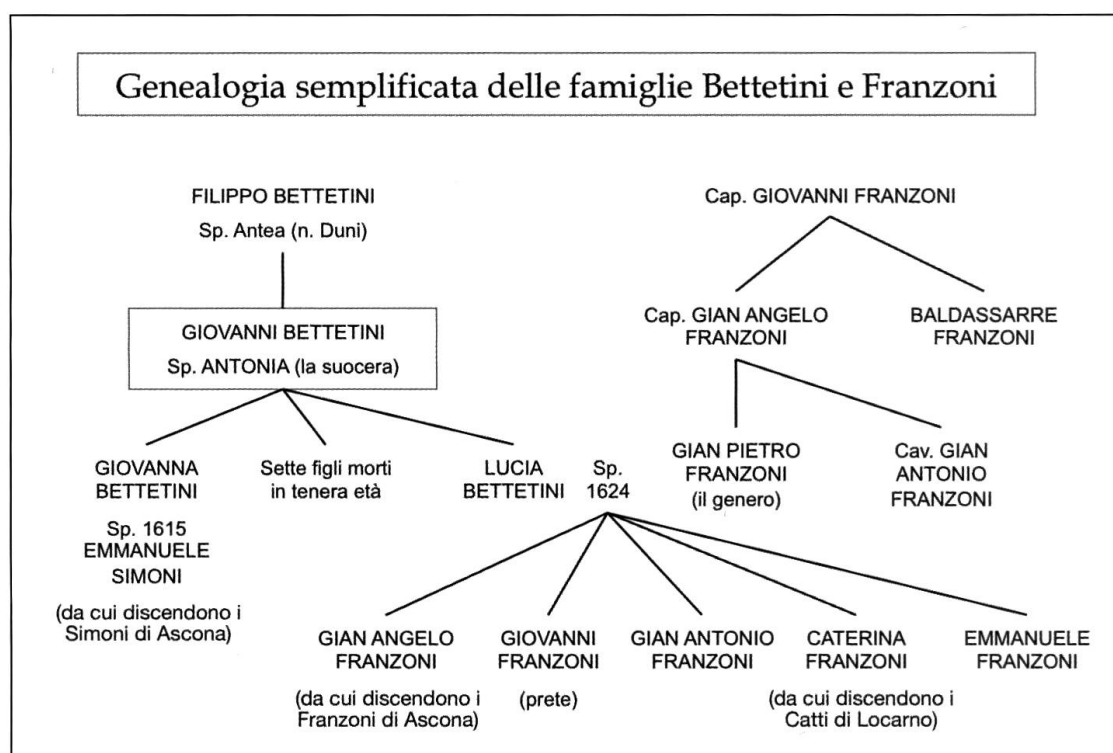 Genealogia semplificata delle famiglie Bettetini e Franzoni
FILIPPO BETTETINI
Sp. Antea (n. Duni)
Cap. GIOVANNI FRANZONI
GIOVANNI BETTETINI
Sp. ANTONIA (la suocera)
Cap. GIAN ANGELO
FRANZONI
BALDASSARRE
FRANZONI
GIOVANNA
BETTETINI
Sp. 1615
EMMANUELE
SIMONI
(da cui discendono i
Simoni di Ascona)
Sette figli morti
in tenera età
LUCIA
BETTETINI
Sp.
1624
GIAN PIETRO
FRANZONI
(il genero)
Cav. GIAN
ANTONIO
FRANZONI
GIAN ANGELO
FRANZONI
(da cui discendono i
Franzoni di Ascona)
GIOVANNI
FRANZONI
(prete)
GIAN ANTONIO
FRANZONI
CATERINA
FRANZONI
(da cui discendono i
Catti di Locarno)
EMMANUELE
FRANZONI